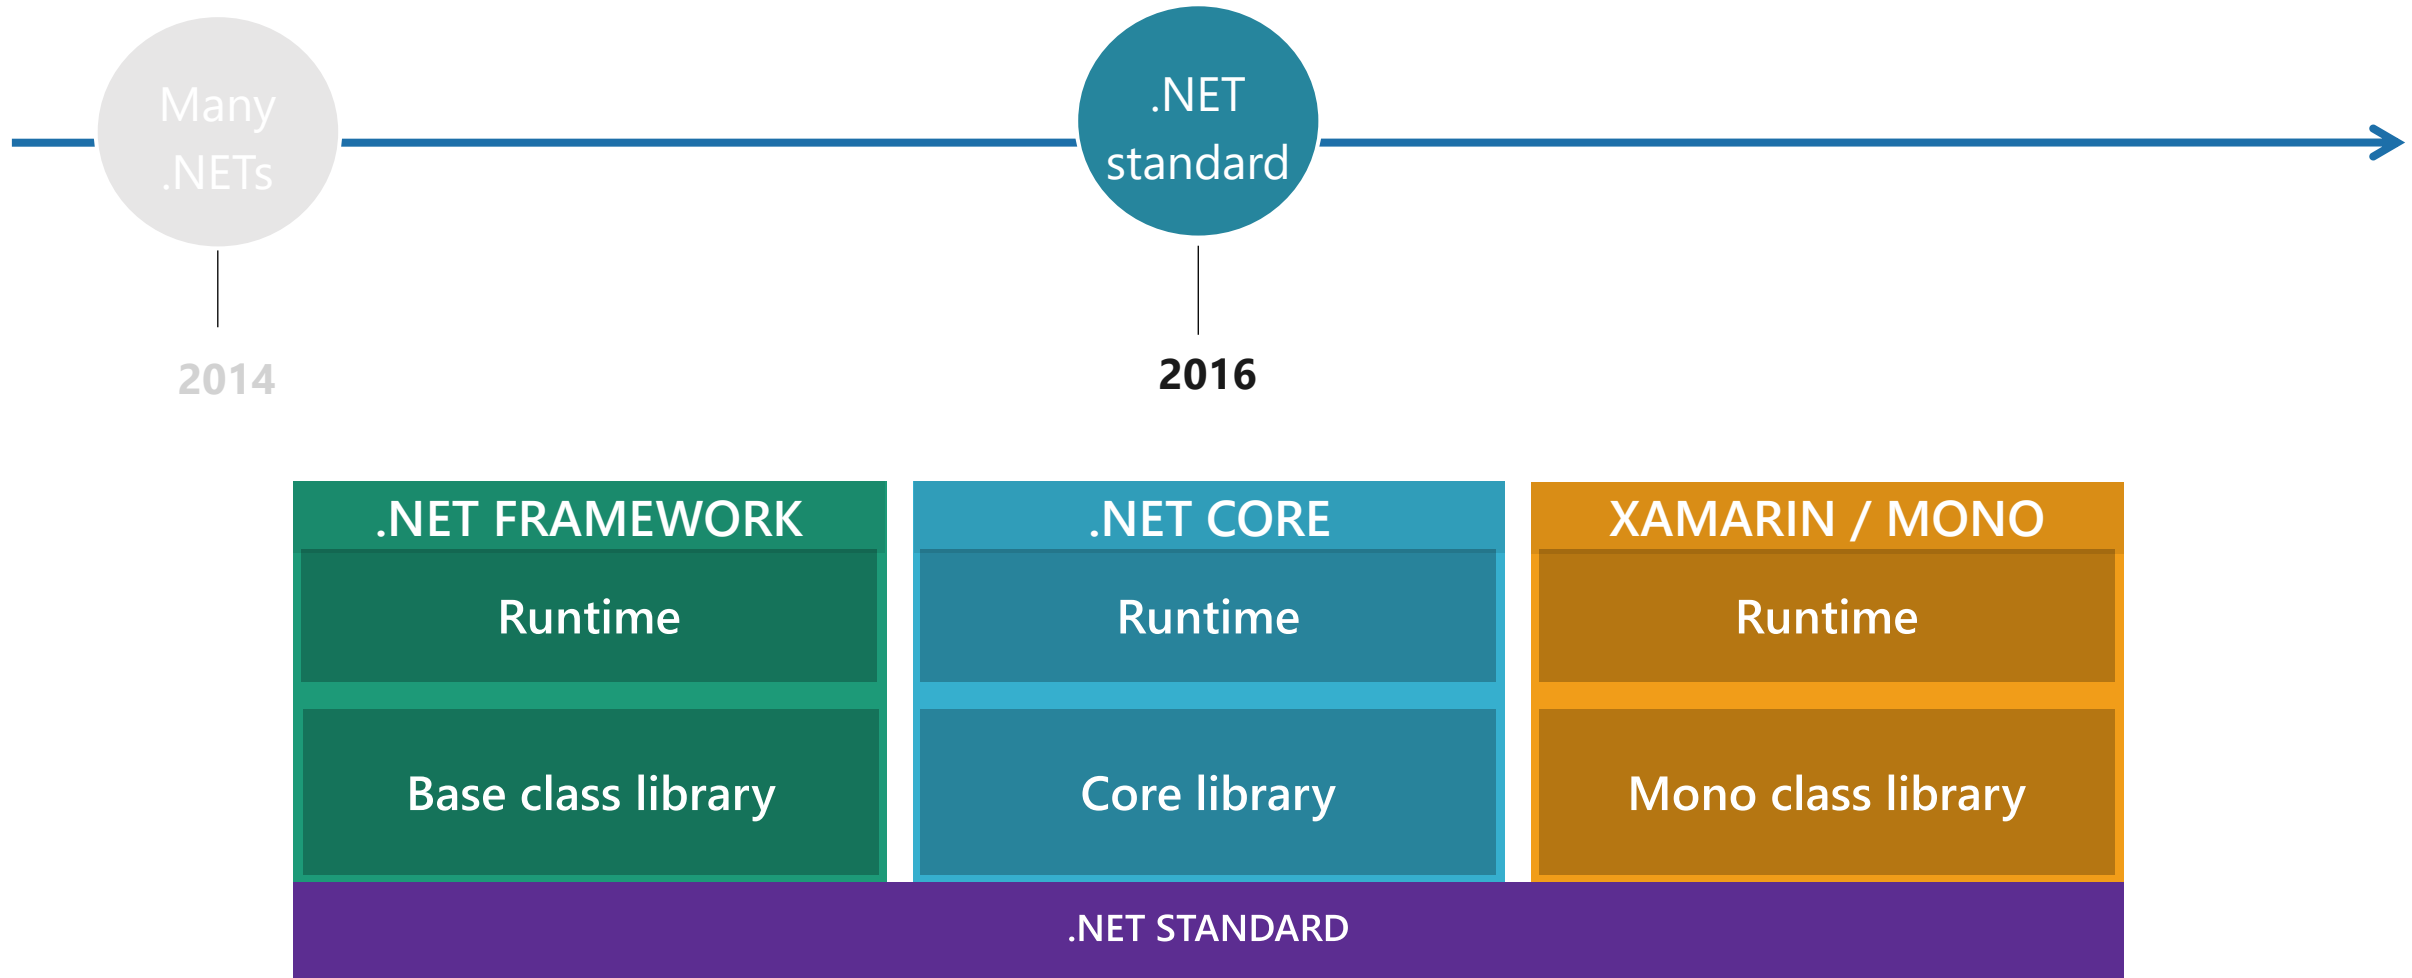 Many
.NETs
.NET
standard
2014
2016
.NET FRAMEWORK
Runtime
Base class library
.NET CORE
Runtime
Core library
XAMARIN / MONO
Runtime
Mono class library
.NET STANDARD